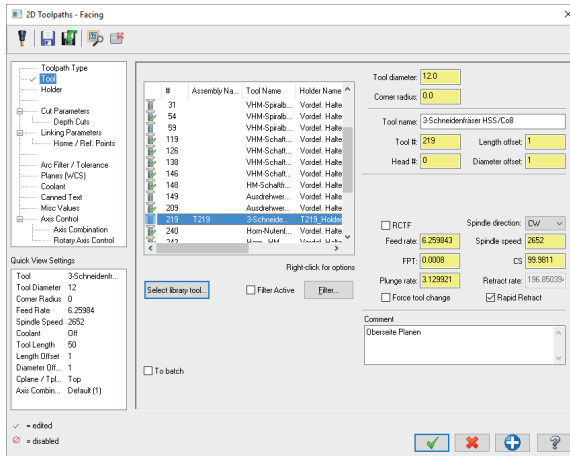 2D Toolpaths - Facing
Toolpath Type
Tool
Holder
Cut Parameters
Depth Cuts
Linking Parameters
Home / Ref. Points
Arc Filter / Tolerance
Planes (WCS)
Coolant
Canned Text
Misc Values
Axis Control
Axis Combination
Rotary Axis Control
Quick View Settings
Tool 3-Schneidenfr...
Tool Diameter 12
Corner Radius 0
Feed Rate 6.25984
Spindle Speed 2652
Coolant Off
Tool Length 50
Length Offset 1
Diameter Off... 1
Cplane / Tpl... Top
Axis Combin... Default (1)
= edited
= disabled
# Assembly Na... Tool Name Holder Name
31 VHM-Spiralb... Vordef. Halte
54 VHM-Spiralb... Vordef. Halte
59 VHM-Spiralb... Vordef. Halte
119 VHM-Schaft... Vordef. Halte
126 VHM-Schaft... Vordef. Halte
138 VHM-Schaft... Vordef. Halte
146 VHM-Schaft... Vordef. Halte
148 HM-Schaftfr... Vordef. Halte
149 Ausdrehwer... Vordef. Halte
209 Ausdrehwer... Vordef. Halte
219 T219 3-Schneide... T219_Holder
240 Horn-Nutenf... Vordef. Halte
Right-click for options
Select library tool...
Filter Active
Filter...
To batch
Tool diameter: 12.0
Corner radius: 0.0
Tool name: 3-Schneidenfräser HSS/Co8
Tool #: 219 Length offset: 1
Head #: 0 Diameter offset: 1
RCTF Spindle direction: CW
Feed rate: 6.259843 Spindle speed: 2652
FPT: 0.0008 CS 99.9811
Plunge rate: 3.129921 Retract rate: 196.85039
Force tool change Rapid Retract
Comment
Oberseite Planen